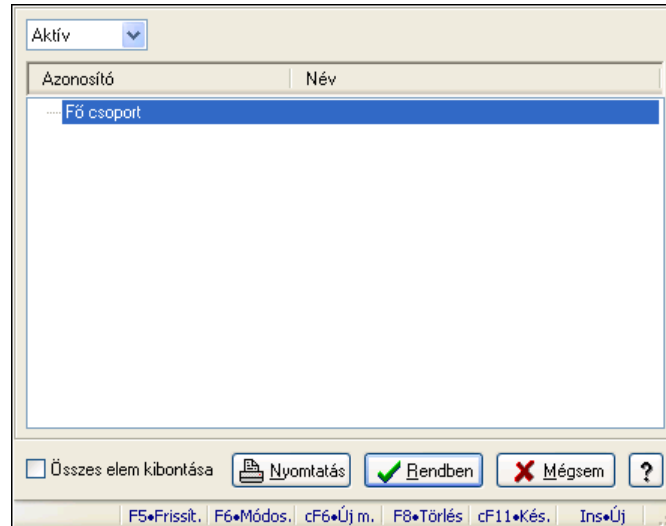 Aktív
Azonosító Név
Fő csoport
Összes elem kibontása Nyomtatás Rendben Mégsem ?
F5•Frissít. F6•Módos. cF6•Új m. F8•Törlés cF11•Kés. Ins•Új